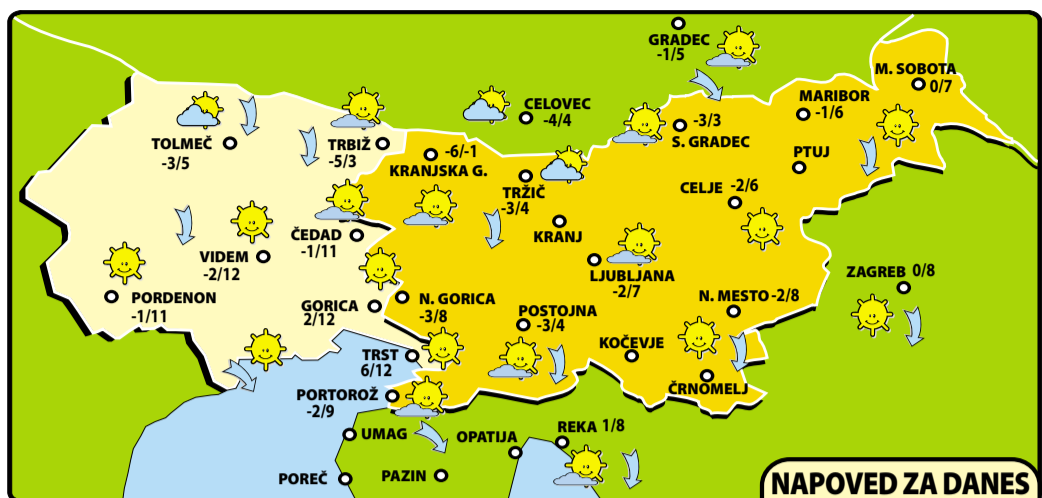 GRADEC
-1/5
M. SOBOTA
0/7
MARIBOR
-1/6
CELOVEC
-4/4
-3/3
S. GRADEC
TOLMEČ
-3/5
TRBIŽ
-5/3
-6/-1
KRANJSKA G.
PTUJ
TRŽIČ
-3/4
CELJE -2/6
KRANJ
ČEDAD
-1/11
VIDEM
-2/12
LJUBLJANA
-2/7
ZAGREB 0/8
PORDENON
-1/11
GORICA
2/12
N. GORICA
-3/8
N. MESTO -2/8
POSTOJNA
-3/4
KOČEVJE
TRST
6/12
ČRNOMELJ
PORTOROŽ
-2/9
UMAG
OPATIJA
REKA 1/8
POREČ
PAZIN
NAPOVED ZA DANES